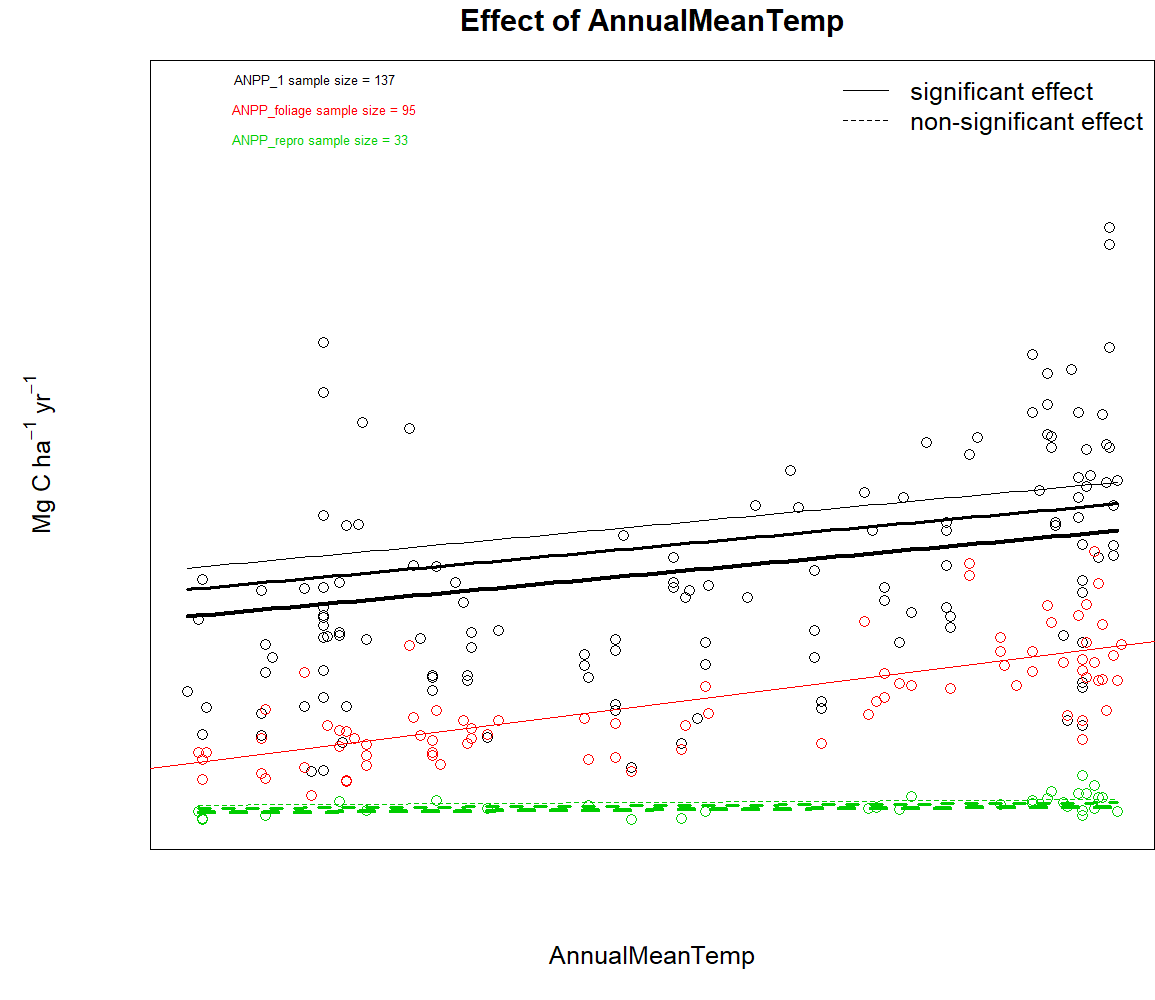 Effect of AnnualMeanTemp
ANPP_1 sample size = 137
ANPP_foliage sample size = 95
ANPP_repro sample size = 33
significant effect
non-significant effect
Mg C ha⁻¹ yr⁻¹
AnnualMeanTemp